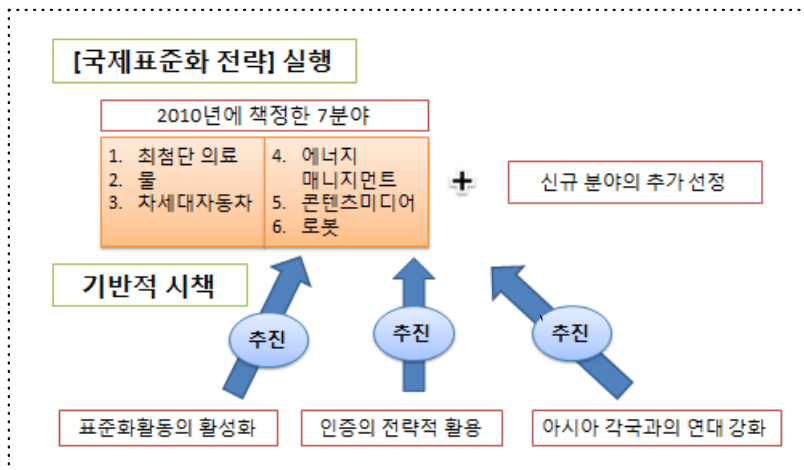 [국제표준화 전략] 실행
2010년에 책정한 7분야
1. 최첨단 의료
2. 물
3. 차세대자동차
4. 에너지
매니지먼트
5. 콘텐츠미디어
6. 로봇
신규 분야의 추가 선정
기반적 시책
추진
추진
추진
표준화활동의 활성화
인증의 전략적 활용
아시아 각국과의 연대 강화